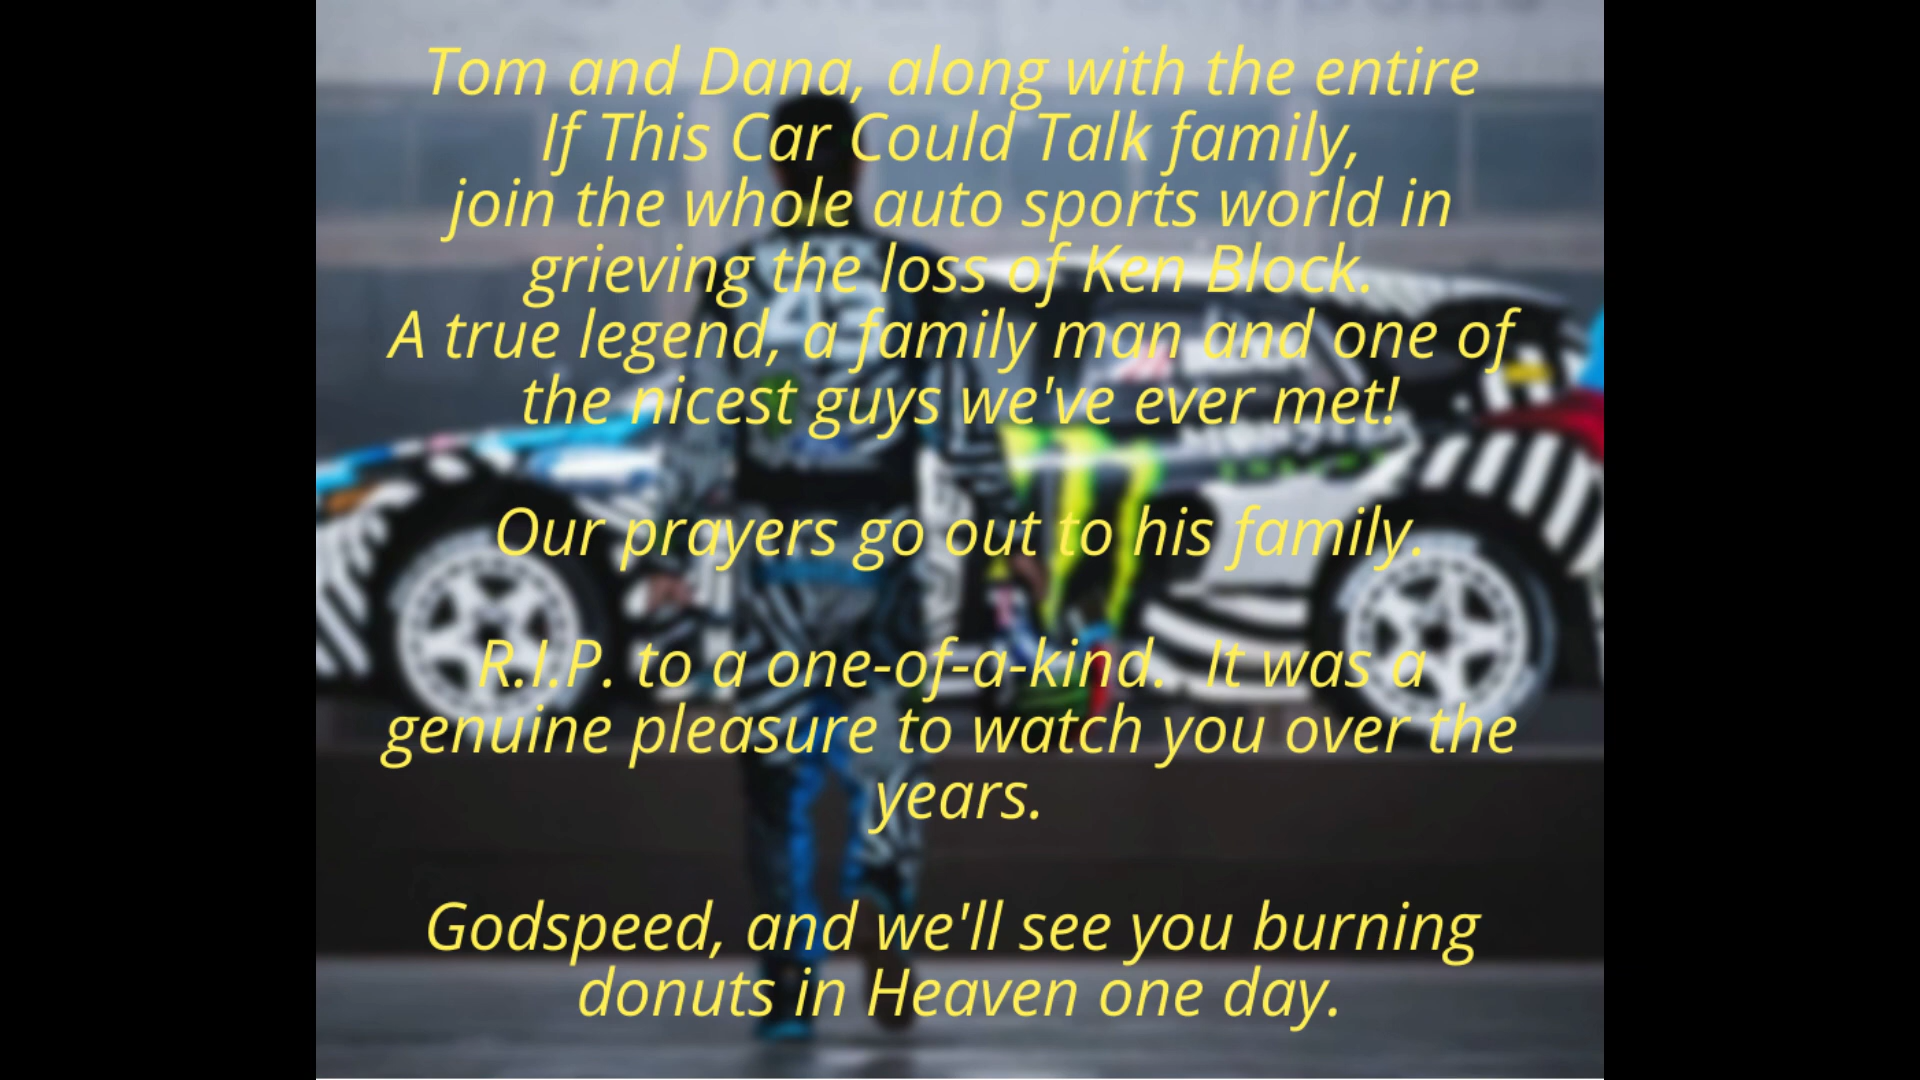 Tom and Dana, along with the entire
If This Car Could Talk family,
join the whole auto sports world in
grieving the loss of Ken Block.
A true legend, a family man and one of
the nicest guys we've ever met!
Our prayers go out to his family.
R.I.P. to a one-of-a-kind.  It was a
genuine pleasure to watch you over the
years.
Godspeed, and we'll see you burning
donuts in Heaven one day.
43